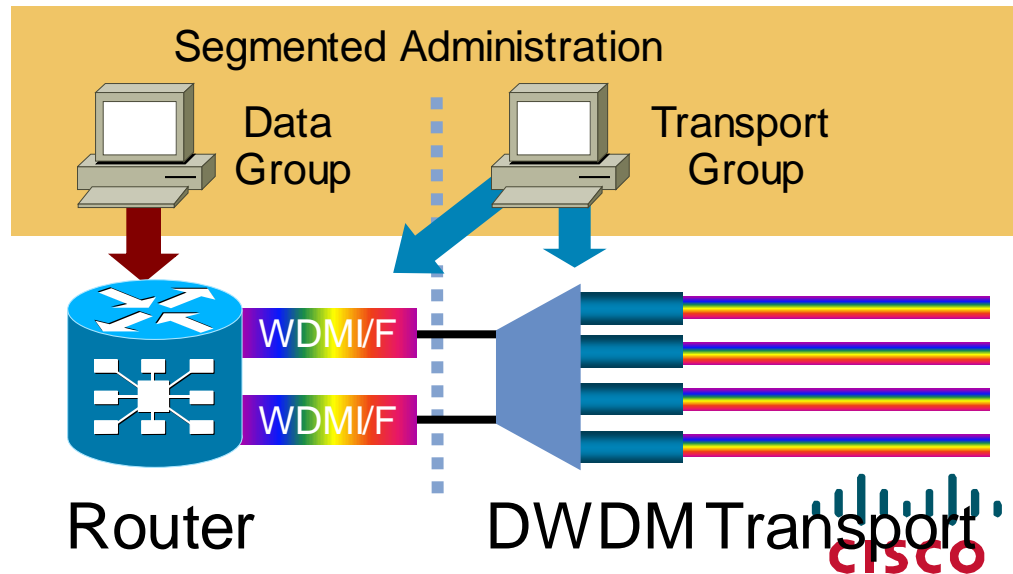 Segmented Administration
Data
Group
Transport
Group
WDMI/F
WDMI/F
Router
DWDM Transport
CISCO